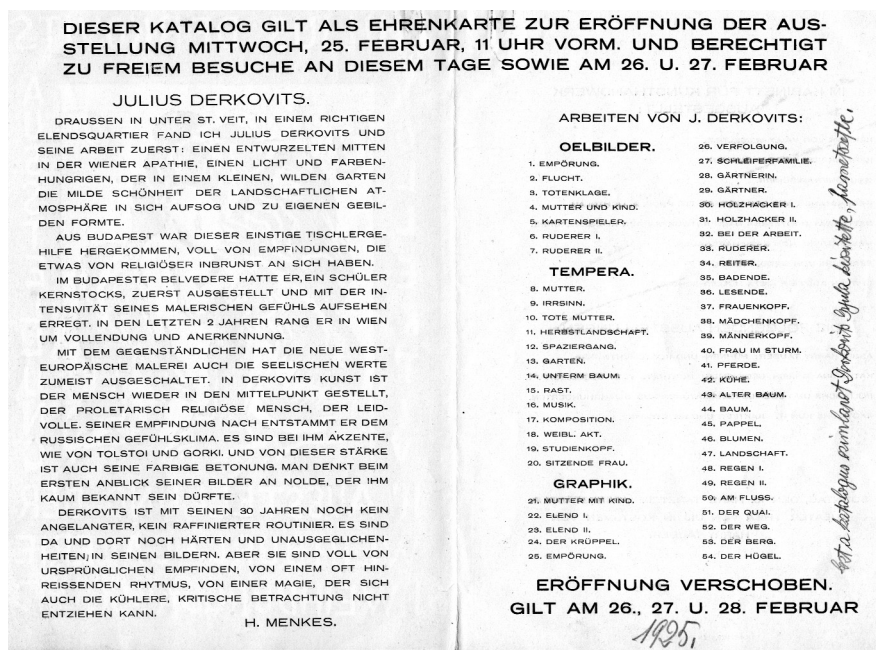 DIESER KATALOG GILT ALS EHRENKARTE ZUR ERÖFFNUNG DER AUS-
STELLUNG MITTWOCH, 25. FEBRUAR, 11 UHR VORM. UND BERECHTIGT
ZU FREIEM BESUCHE AN DIESEM TAGE SOWIE AM 26. U. 27. FEBRUAR
JULIUS DERKOVITS.
DRAUSSEN IN UNTER ST. VEIT, IN EINEM RICHTIGEN
ELENDSQUARTIER FAND ICH JULIUS DERKOVITS UND
SEINE ARBEIT ZUERST: EINEN ENTWURZELTEN MITTEN
IN DER WIENER APATHIE, EINEN LICHT UND FARBEN-
HUNGRIGEN, DER IN EINEM KLEINEN, WILDEN GARTEN
DIE MILDE SCHÖNHEIT DER LANDSCHAFTLICHEN AT-
MOSPHÄRE IN SICH AUFSOG UND ZU EIGENEN GEBIL-
DEN FORMTE.
AUS BUDAPEST WAR DIESER EINSTIGE TISCHLERGE-
HILFE HERGEKOMMEN, VOLL VON EMPFINDUNGEN, DIE
ETWAS VON RELIGIÖSER INBRUNST AN SICH HABEN.
IM BUDAPESTER BELVEDERE HATTE ER, EIN SCHÜLER
KERNSTOCKS, ZUERST AUSGESTELLT UND MIT DER IN-
TENSIVITÄT SEINES MALERISCHEN GEFÜHLS AUFSEHEN
ERREGT. IN DEN LETZTEN 2 JAHREN RANG ER IN WIEN
UM VOLLENDUNG UND ANERKENNUNG.
MIT DEM GEGENSTÄNDLICHEN HAT DIE NEUE WEST-
EUROPÄISCHE MALEREI AUCH DIE SEELISCHEN WERTE
ZUMEIST AUSGESCHALTET. IN DERKOVITS KUNST IST
DER MENSCH WIEDER IN DEN MITTELPUNKT GESTELLT,
DER PROLETARISCH RELIGIÖSE MENSCH, DER LEID-
VOLLE. SEINER EMPFINDUNG NACH ENTSTAMMT ER DEM
RUSSISCHEN GEFÜHLSKLIMA. ES SIND BEI IHM AKZENTE,
WIE VON TOLSTOI UND GORKI. UND VON DIESER STÄRKE
IST AUCH SEINE FARBIGE BETONUNG. MAN DENKT BEIM
ERSTEN ANBLICK SEINER BILDER AN NOLDE, DER IHM
KAUM BEKANNT SEIN DÜRFTE.
DERKOVITS IST MIT SEINEN 30 JAHREN NOCH KEIN
ANGELANGTER, KEIN RAFFINIERTER ROUTINIER. ES SIND
DA UND DORT NOCH HÄRTEN UND UNAUSGEGLICHEN-
HEITEN, IN SEINEN BILDERN. ABER SIE SIND VOLL VON
URSPRÜNGLICHEN EMPFINDEN, VON EINEM OFT HIN-
REISSENDEN RHYTMUS, VON EINER MAGIE, DER SICH
AUCH DIE KÜHLERE, KRITISCHE BETRACHTUNG NICHT
ENTZIEHEN KANN.
H. MENKES.
ARBEITEN VON J. DERKOVITS:
OELBILDER.
1. EMPÖRUNG.
2. FLUCHT.
3. TOTENKLAGE.
4. MUTTER UND KIND.
5. KARTENSPIELER.
6. RUDERER I.
7. RUDERER II.
TEMPERA.
8. MUTTER.
9. IRRSINN.
10. TOTE MUTTER.
11. HERBSTLANDSCHAFT.
12. SPAZIERGANG.
13. GARTEN.
14. UNTERM BAUM.
15. RAST.
16. MUSIK.
17. KOMPOSITION.
18. WEIBL. AKT.
19. STUDIENKOPF.
20. SITZENDE FRAU.
GRAPHIK.
21. MUTTER MIT KIND.
22. ELEND I.
23. ELEND II.
24. DER KRÜPPEL.
25. EMPÖRUNG.
26. VERFOLGUNG.
27. SCHLEIFERFAMILIE.
28. GÄRTNERIN.
29. GÄRTNER.
30. HOLZHACKER I.
31. HOLZHACKER II.
32. BEI DER ARBEIT.
33. RUDERER.
34. REITER.
35. BADENDE.
36. LESENDE.
37. FRAUENKOPF.
38. MÄDCHENKOPF.
39. MÄNNERKOPF.
40. FRAU IM STURM.
41. PFERDE.
42. KÜHE.
43. ALTER BAUM.
44. BAUM.
45. PAPPEL.
46. BLUMEN.
47. LANDSCHAFT.
48. REGEN I.
49. REGEN II.
50. AM FLUSS.
51. DER QUAI.
52. DER WEG.
53. DER BERG.
54. DER HÜGEL.
ERÖFFNUNG VERSCHOBEN.
GILT AM 26., 27. U. 28. FEBRUAR
1925.
a katalógus címlapot Derkovits Gyula